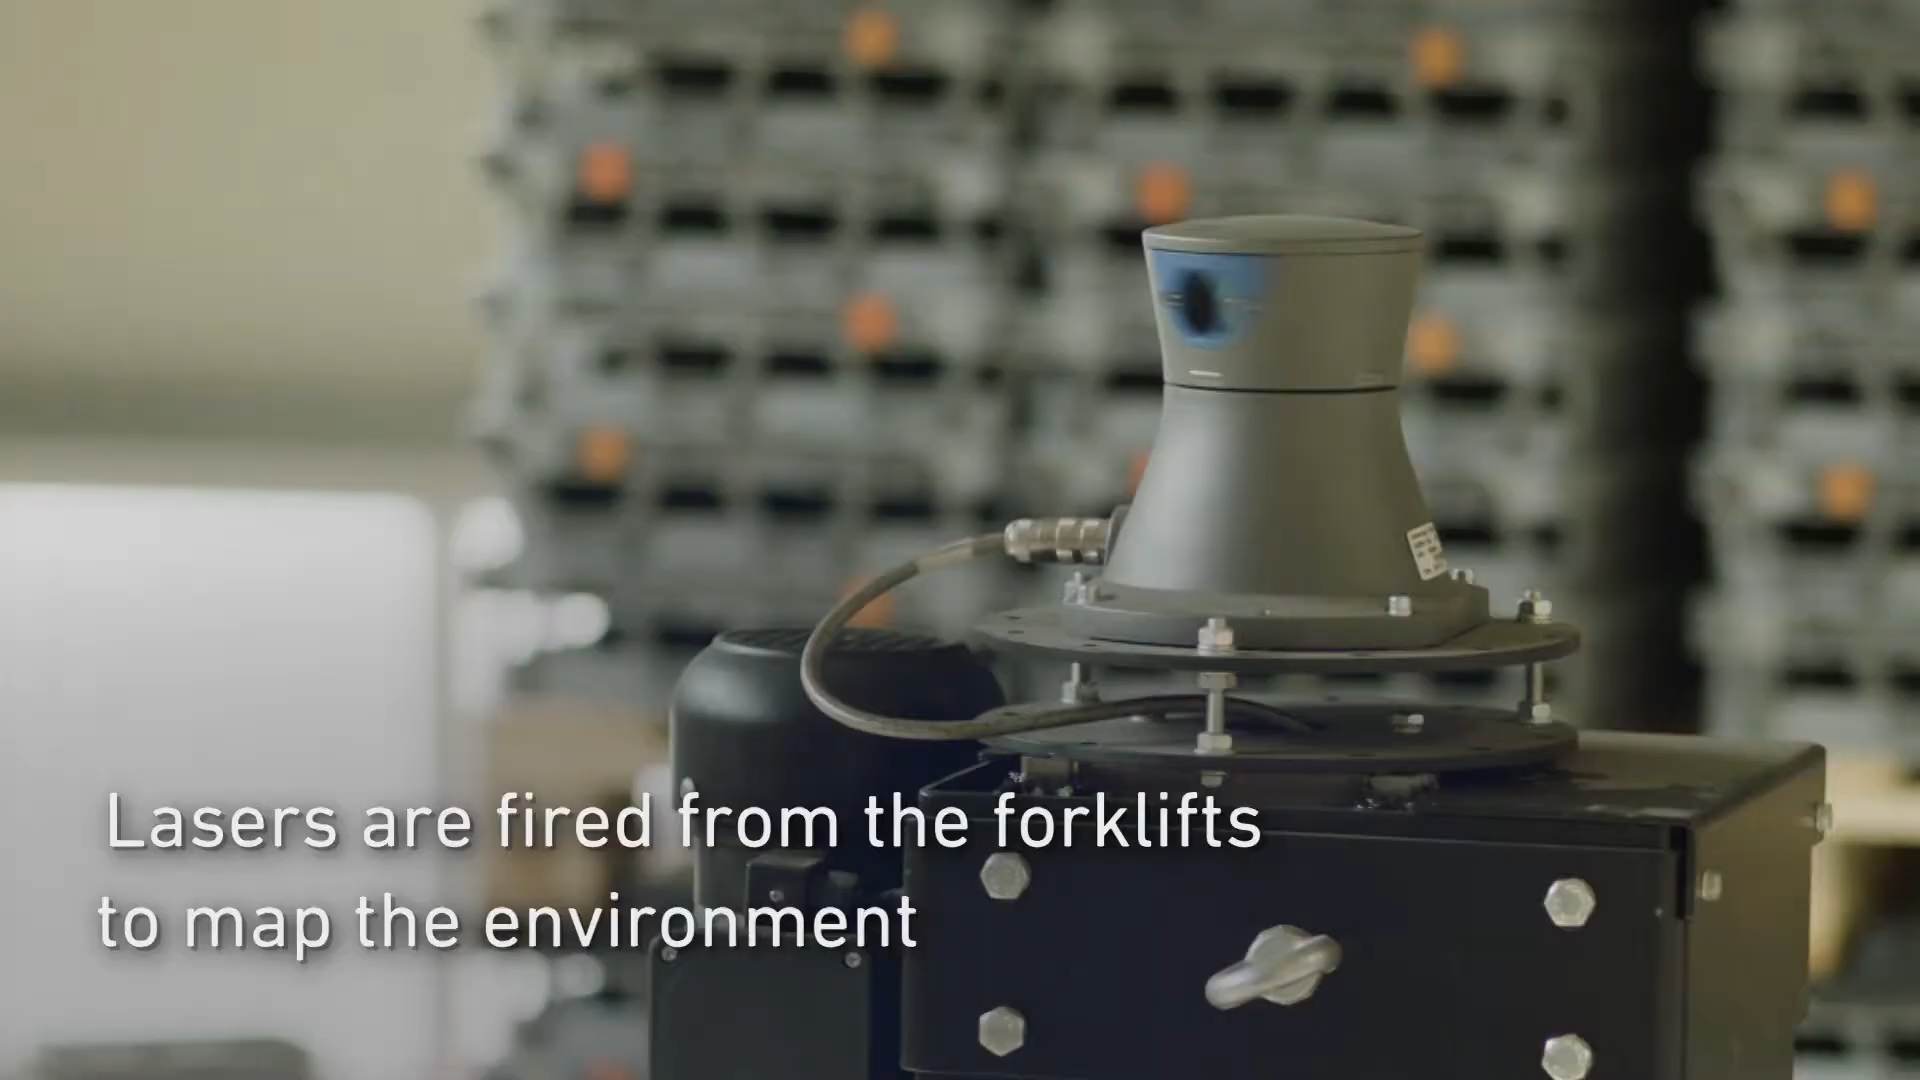 Lasers are fired from the forklifts
to map the environment